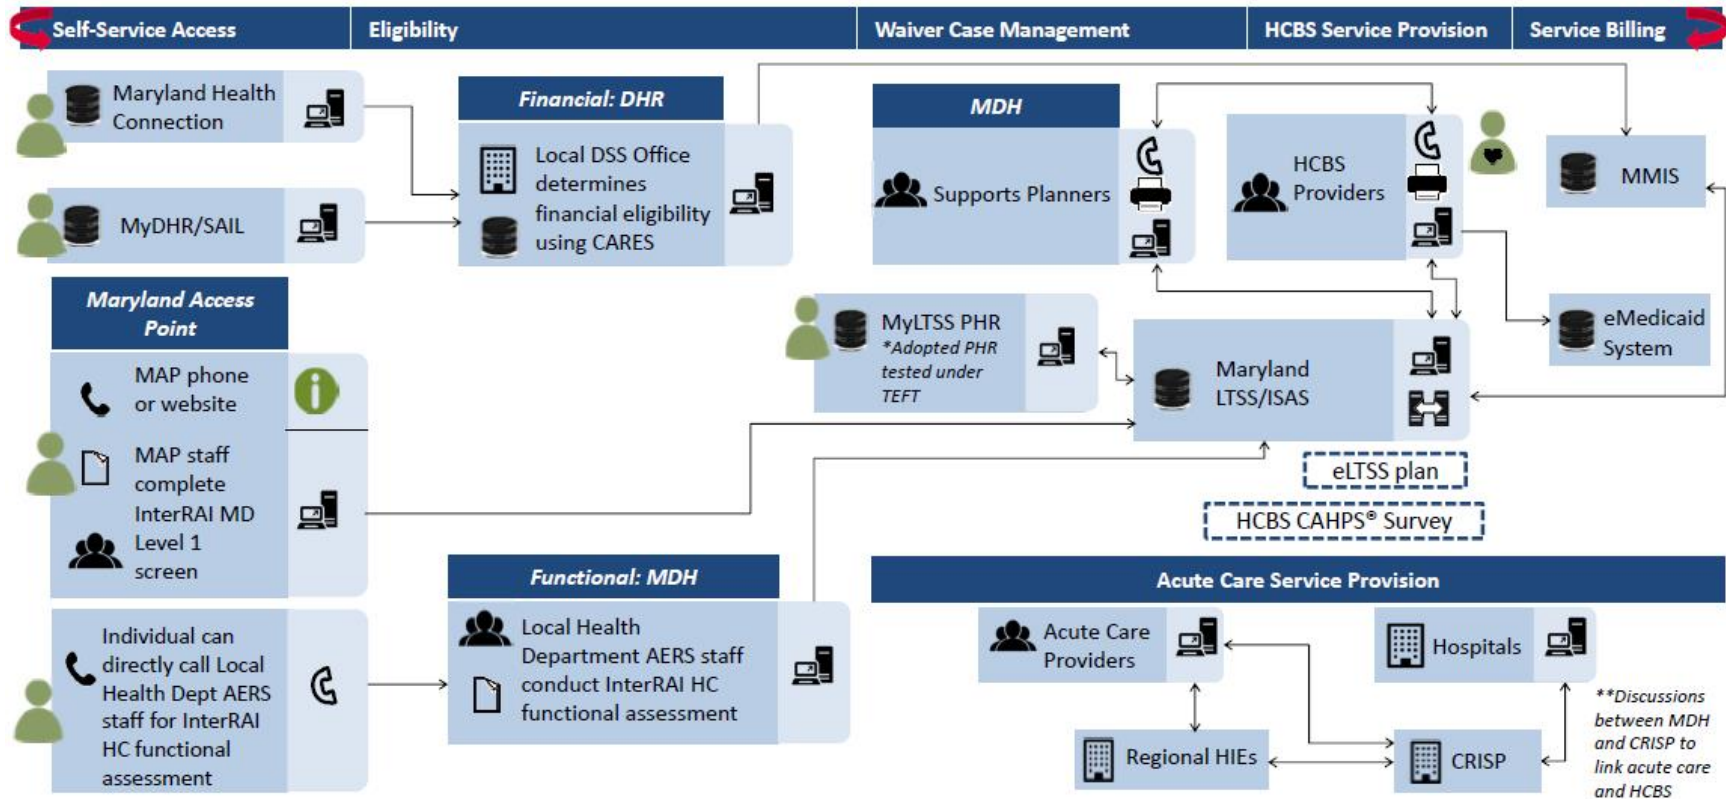 Self-Service Access
Eligibility
Waiver Case Management
HCBS Service Provision
Service Billing
Maryland Health
Connection
MyDHR/SAIL
Financial: DHR
Local DSS Office
determines
financial eligibility
using CARES
MDH
Supports Planners
HCBS
Providers
MMIS
eMedicaid
System
Maryland Access
Point
MAP phone
or website
MAP staff
complete
InterRAI MD
Level 1
screen
MyLTSS PHR
*Adopted PHR
tested under
TEFT
Maryland
LTSS/ISAS
eLTSS plan
HCBS CAHPS® Survey
Individual can
directly call Local
Health Dept AERS
staff for InterRAI
HC functional
assessment
Functional: MDH
Local Health
Department AERS staff
conduct InterRAI HC
functional assessment
Acute Care Service Provision
Acute Care
Providers
Hospitals
Regional HIEs
CRISP
**Discussions
between MDH
and CRISP to
link acute care
and HCBS